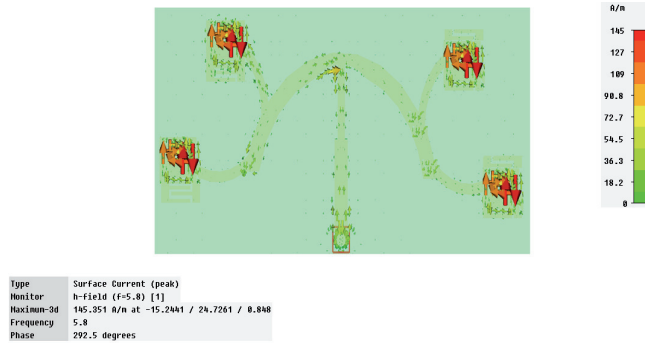 A/m
145
127
109
90.8
72.7
54.5
36.3
18.2
0
Type Surface Current (peak)
Monitor h-field (f=5.8) [1]
Maximum-3d 145.351 A/m at -15.2441 / 24.7261 / 0.848
Frequency 5.8
Phase 292.5 degrees